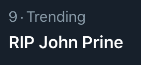 9 · Trending
RIP John Prine